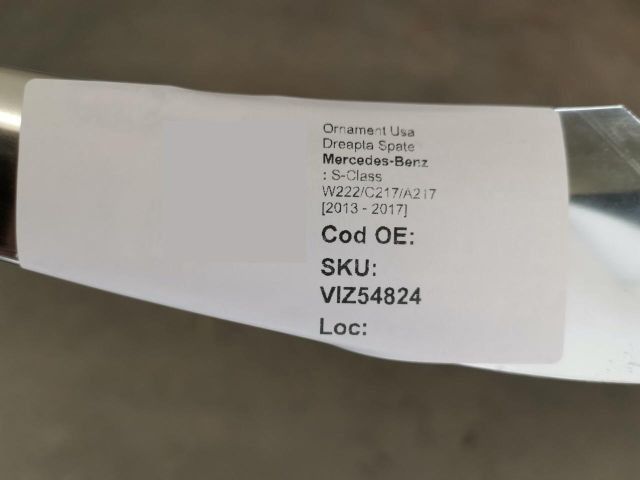 Ornament Usa
Dreapta Spate
Mercedes-Benz
: S-Class
W222/C217/A217
[2013 - 2017]
Cod OE:
SKU:
VIZ54824
Loc: